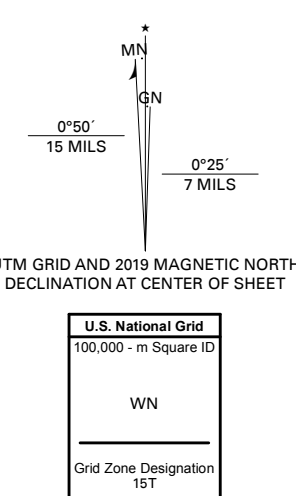 ★
MN
GN
0°50´
15 MILS
0°25´
7 MILS
UTM GRID AND 2019 MAGNETIC NORTH
DECLINATION AT CENTER OF SHEET
U.S. National Grid
100,000 - m Square ID
WN
Grid Zone Designation
15T